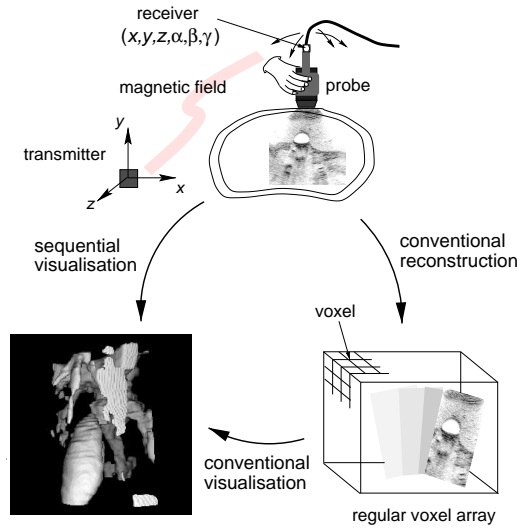 receiver
(x,y,z,α,β,γ)
magnetic field
probe
y
transmitter
x
z
sequential
visualisation
conventional
reconstruction
voxel
conventional
visualisation
regular voxel array